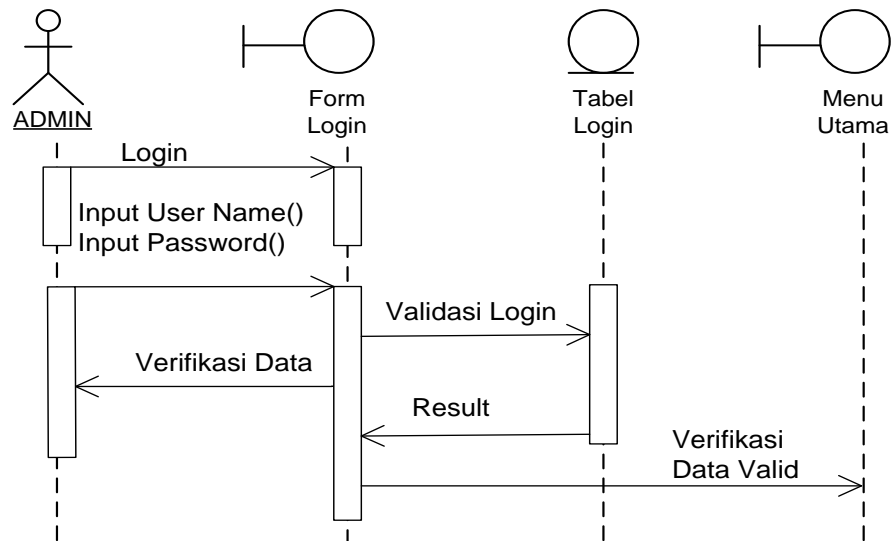 ADMIN
Form
Login
Tabel
Login
Menu
Utama
Login
Input User Name()
Input Password()
Validasi Login
Verifikasi Data
Result
Verifikasi
Data Valid